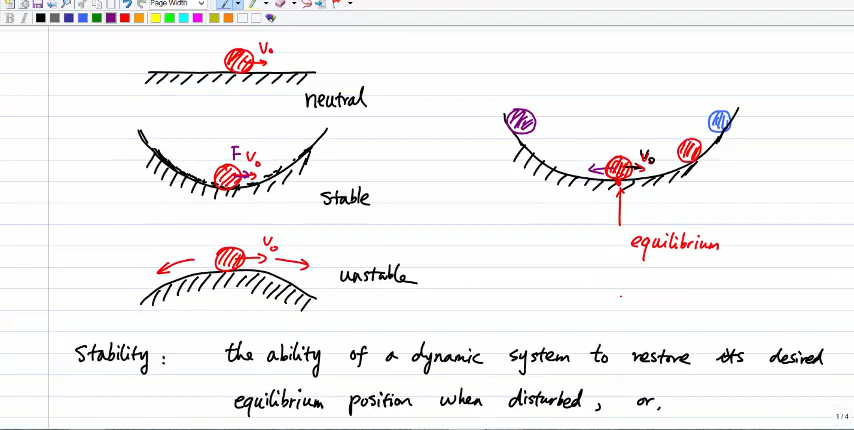 Page Width
B I
V₀
neutral
F V₀
stable
V₀
unstable
V₀
equilibrium
Stability : the ability of a dynamic system to restore its desired
equilibrium position when disturbed, or,
1/4